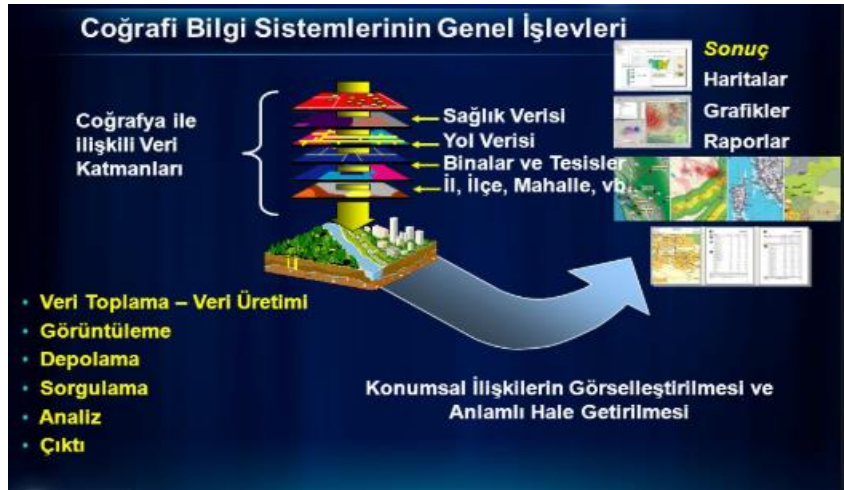 Coğrafi Bilgi Sistemlerinin Genel İşlevleri
Coğrafya ile
ilişkili Veri
Katmanları
Sağlık Verisi
Yol Verisi
Binalar ve Tesisler
İl, İlçe, Mahalle, vb.
Sonuç
Haritalar
Grafikler
Raporlar
• Veri Toplama – Veri Üretimi
• Görüntüleme
• Depolama
• Sorgulama
• Analiz
• Çıktı
Konumsal İlişkilerin Görselleştirilmesi ve
Anlamlı Hale Getirilmesi